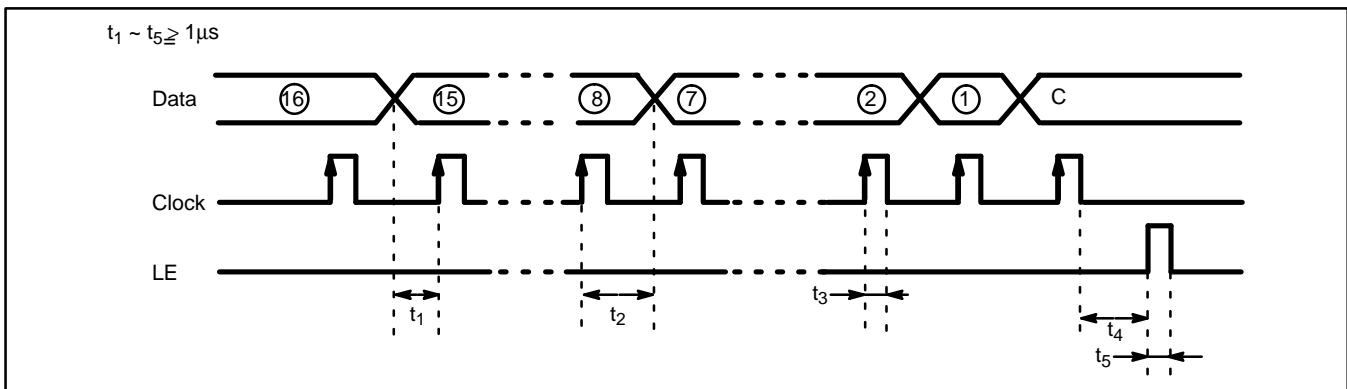 t1 ~ t5≧ 1μs
Data 16 15 8 7 2 1 C
Clock
LE
t1 t2 t3 t4
t5